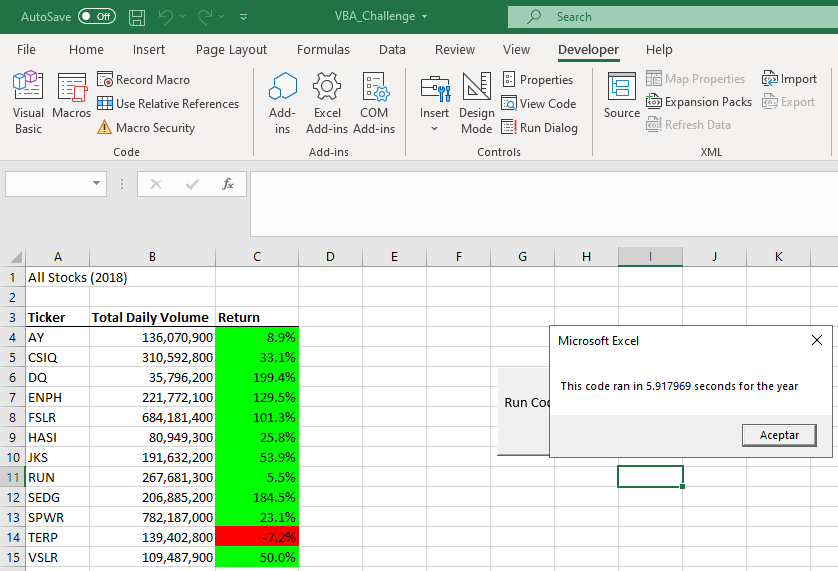 AutoSave Off VBA_Challenge Search
File Home Insert Page Layout Formulas Data Review View Developer Help
Visual Basic
Macros
Record Macro
Use Relative References
Macro Security
Code
Add-ins
Excel Add-ins
COM Add-ins
Add-ins
Insert
Design Mode
Properties
View Code
Run Dialog
Controls
Source
Map Properties
Expansion Packs
Refresh Data
Import
Export
XML
fx
A B C D E F G H I J K
1 All Stocks (2018)
2
3 Ticker Total Daily Volume Return
4 AY 136,070,900 8.9%
5 CSIQ 310,592,800 33.1%
6 DQ 35,796,200 199.4%
7 ENPH 221,772,100 129.5%
8 FSLR 684,181,400 101.3%
9 HASI 80,949,300 25.8%
10 JKS 191,632,200 53.9%
11 RUN 267,681,300 5.5%
12 SEDG 206,885,200 184.5%
13 SPWR 782,187,000 23.1%
14 TERP 139,402,800 -7.2%
15 VSLR 109,487,900 50.0%
Run Co
Microsoft Excel
This code ran in 5.917969 seconds for the year
Aceptar